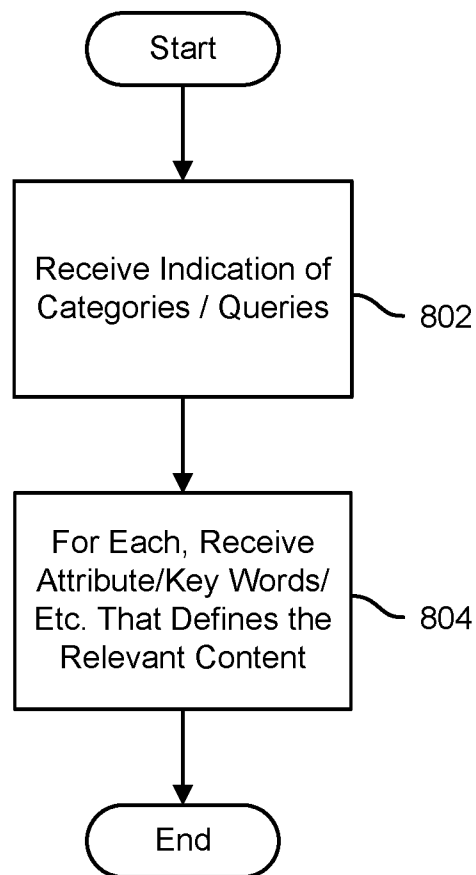 Start
Receive Indication of
Categories / Queries
802
For Each, Receive
Attribute/Key Words/
Etc. That Defines the
Relevant Content
804
End